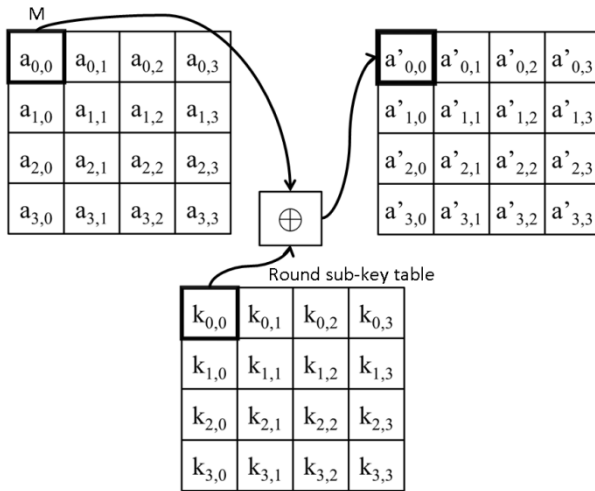 M
a0,0 a0,1 a0,2 a0,3
a1,0 a1,1 a1,2 a1,3
a2,0 a2,1 a2,2 a2,3
a3,0 a3,1 a3,2 a3,3
a’0,0 a’0,1 a’0,2 a’0,3
a’1,0 a’1,1 a’1,2 a’1,3
a’2,0 a’2,1 a’2,2 a’2,3
a’3,0 a’3,1 a’3,2 a’3,3
⊕
Round sub-key table
k0,0 k0,1 k0,2 k0,3
k1,0 k1,1 k1,2 k1,3
k2,0 k2,1 k2,2 k2,3
k3,0 k3,1 k3,2 k3,3